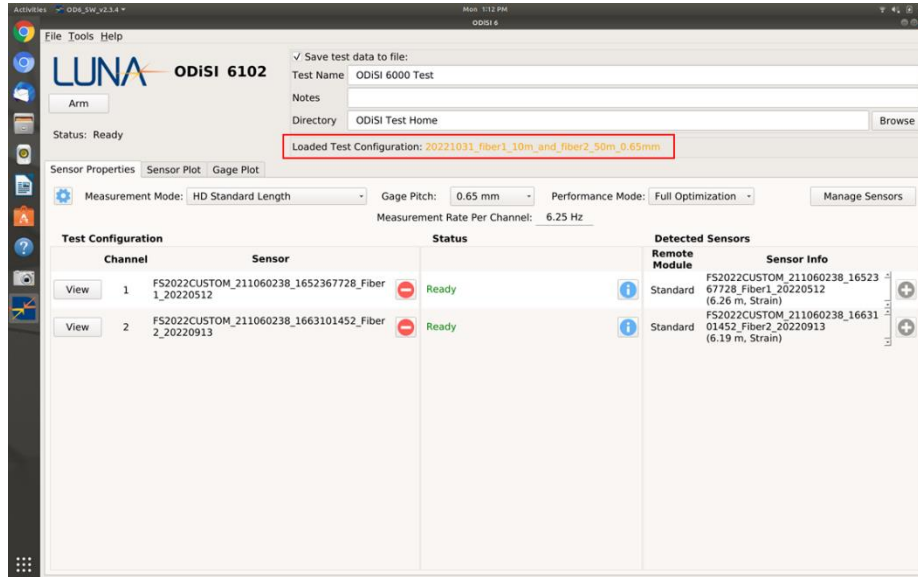 Activities OD6_SW_v2.3.4 Mon 1:12 PM
ODiSI 6
File Tools Help
LUNA ODiSI 6102
Arm
Status: Ready
✓ Save test data to file:
Test Name ODiSI 6000 Test
Notes
Directory ODiSI Test Home Browse
Loaded Test Configuration: 20221031_fiber1_10m_and_fiber2_50m_0.65mm
Sensor Properties Sensor Plot Gage Plot
Measurement Mode: HD Standard Length Gage Pitch: 0.65 mm Performance Mode: Full Optimization Manage Sensors
Measurement Rate Per Channel: 6.25 Hz
Test Configuration Status Detected Sensors
Channel Sensor Remote Module Sensor Info
View 1 FS2022CUSTOM_211060238_1652367728_Fiber
1_20220512
Ready
Standard
FS2022CUSTOM_211060238_16523
67728_Fiber1_20220512
(6.26 m, Strain)
View 2 FS2022CUSTOM_211060238_1663101452_Fiber
2_20220913
Ready
Standard
FS2022CUSTOM_211060238_16631
01452_Fiber2_20220913
(6.19 m, Strain)